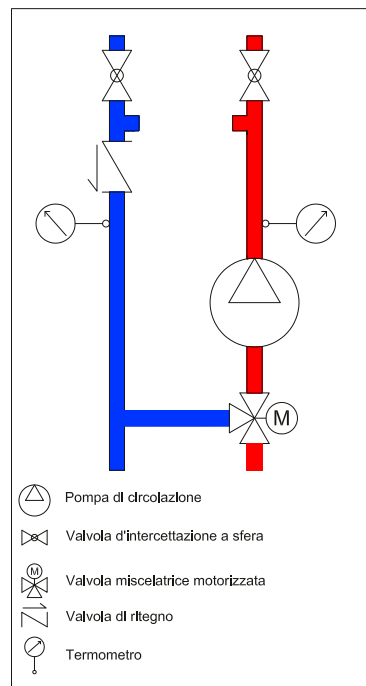 M
Pompa di circolazione
Valvola d'intercettazione a sfera
M
Valvola miscelatrice motorizzata
Valvola di ritegno
Termometro